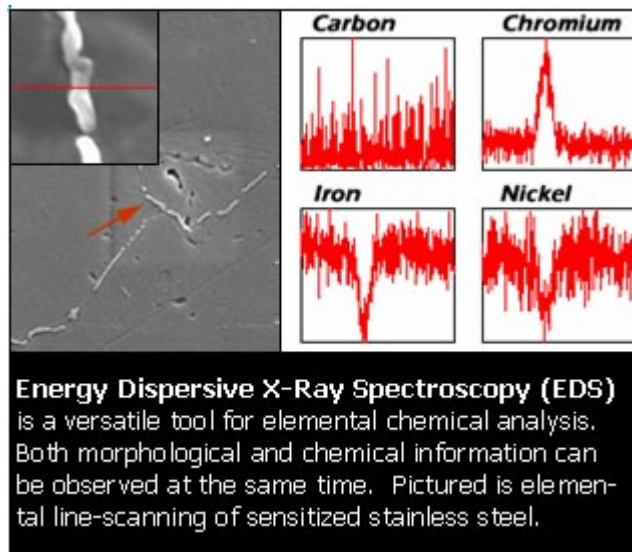 Carbon
Chromium
Iron
Nickel
Energy Dispersive X-Ray Spectroscopy (EDS)
is a versatile tool for elemental chemical analysis.
Both morphological and chemical information can
be observed at the same time.  Pictured is elemen-
tal line-scanning of sensitized stainless steel.